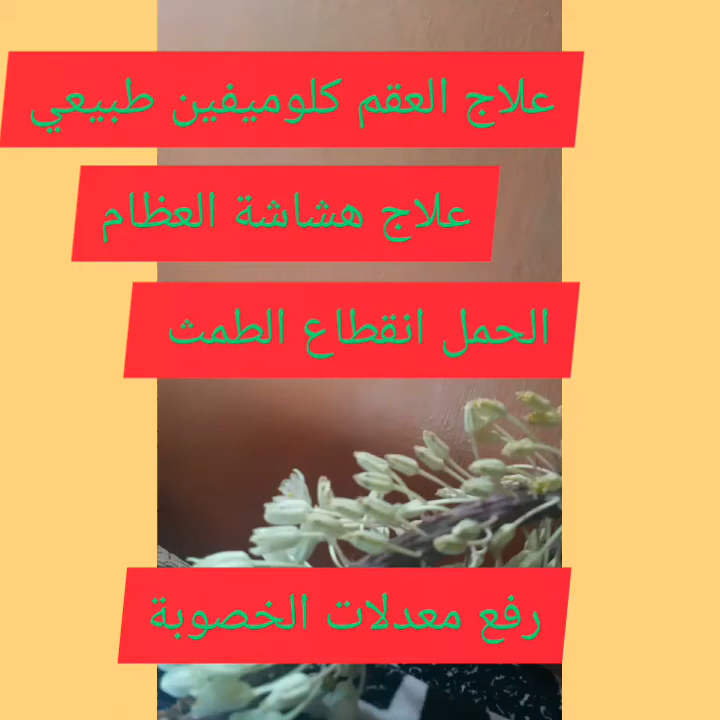 علاج العقم كلوميفين طبيعي
علاج هشاشة العظام
الحمل انقطاع الطمث
رفع معدلات الخصوبة